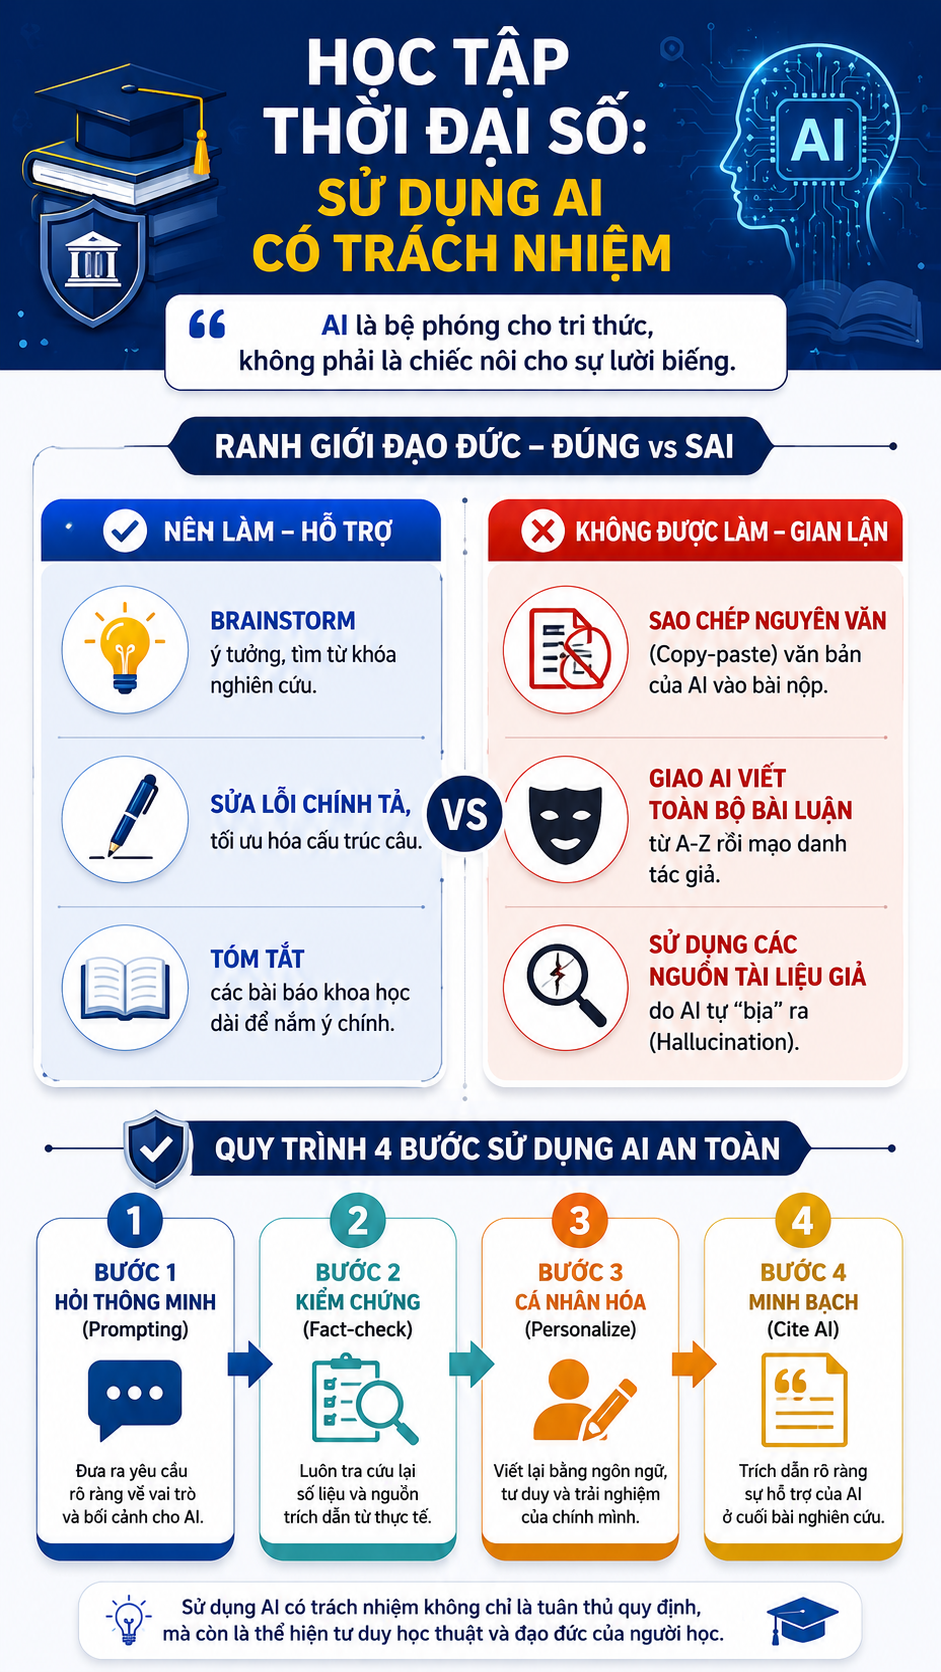 HỌC TẬP
THỜI ĐẠI SỐ:
SỬ DỤNG AI
CÓ TRÁCH NHIỆM
AI
“ AI là bệ phóng cho tri thức,
không phải là chiếc nôi cho sự lười biếng.
RANH GIỚI ĐẠO ĐỨC – ĐÚNG vs SAI
NÊN LÀM – HỖ TRỢ
BRAINSTORM
ý tưởng, tìm từ khóa
nghiên cứu.
SỬA LỖI CHÍNH TẢ,
tối ưu hóa cấu trúc câu.
TÓM TẮT
các bài báo khoa học
dài để nắm ý chính.
VS
KHÔNG ĐƯỢC LÀM – GIAN LẬN
SAO CHÉP NGUYÊN VĂN
(Copy-paste) văn bản
của AI vào bài nộp.
GIAO AI VIẾT
TOÀN BỘ BÀI LUẬN
từ A-Z rồi mạo danh
tác giả.
SỬ DỤNG CÁC
NGUỒN TÀI LIỆU GIẢ
do AI tự “bịa” ra
(Hallucination).
QUY TRÌNH 4 BƯỚC SỬ DỤNG AI AN TOÀN
1
BƯỚC 1
HỎI THÔNG MINH
(Prompting)
Đưa ra yêu cầu
rõ ràng về vai trò
và bối cảnh cho AI.
2
BƯỚC 2
KIỂM CHỨNG
(Fact-check)
Luôn tra cứu lại
số liệu và nguồn
trích dẫn từ thực tế.
3
BƯỚC 3
CÁ NHÂN HÓA
(Personalize)
Viết lại bằng ngôn ngữ,
tư duy và trải nghiệm
của chính mình.
4
BƯỚC 4
MINH BẠCH
(Cite AI)
“
Trích dẫn rõ ràng
sự hỗ trợ của AI
ở cuối bài nghiên cứu.
Sử dụng AI có trách nhiệm không chỉ là tuân thủ quy định,
mà còn là thể hiện tư duy học thuật và đạo đức của người học.